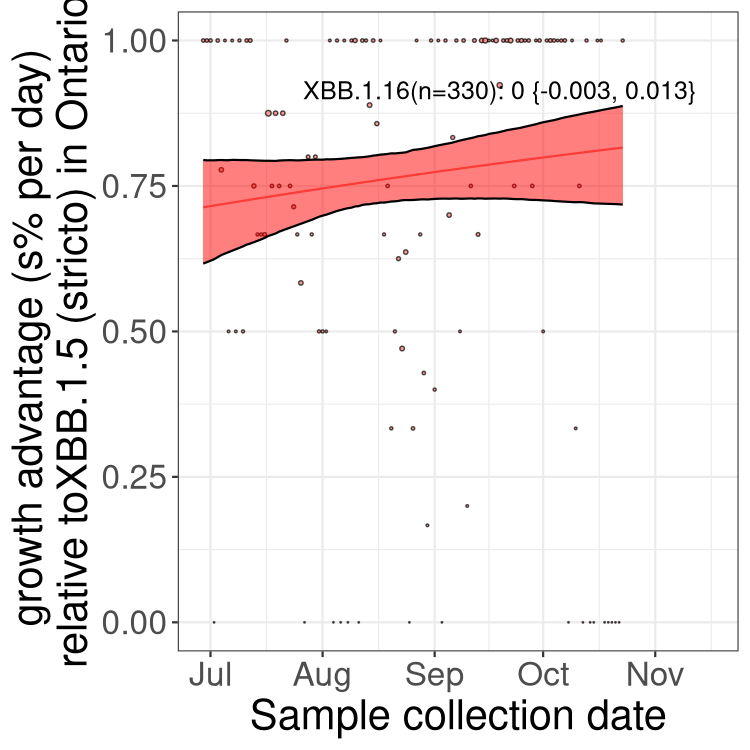 growth advantage (s% per day)
relative toXBB.1.5 (stricto) in Ontario
1.00
0.75
0.50
0.25
0.00
XBB.1.16(n=330): 0 {-0.003, 0.013}
Jul Aug Sep Oct Nov
Sample collection date